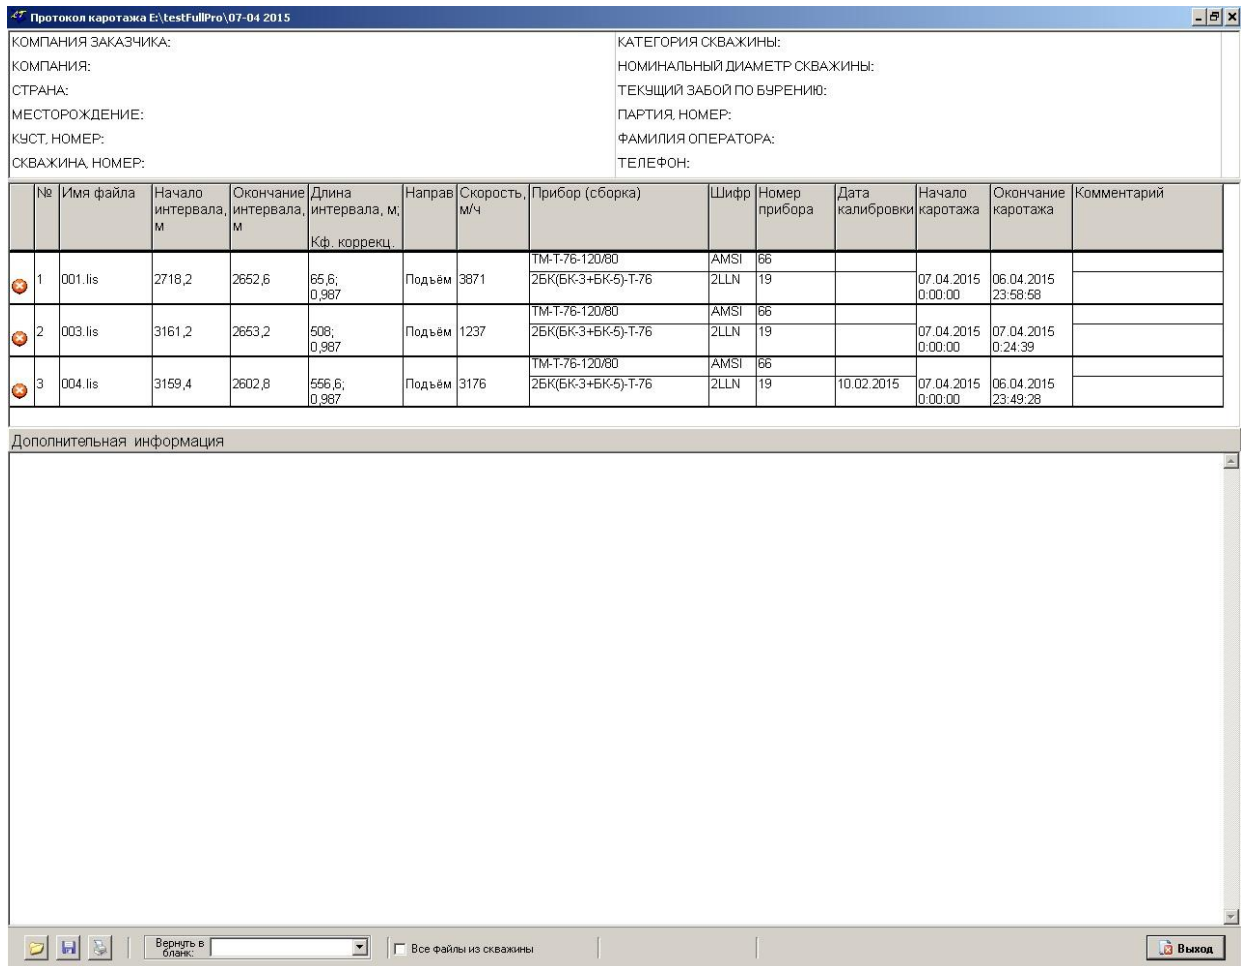 Протокол каротажа E:\testFullPro\07-04 2015
КОМПАНИЯ ЗАКАЗЧИКА:
КОМПАНИЯ:
СТРАНА:
МЕСТОРОЖДЕНИЕ:
КУСТ, НОМЕР:
СКВАЖИНА, НОМЕР:
КАТЕГОРИЯ СКВАЖИНЫ:
НОМИНАЛЬНЫЙ ДИАМЕТР СКВАЖИНЫ:
ТЕКУЩИЙ ЗАБОЙ ПО БУРЕНИЮ:
ПАРТИЯ, НОМЕР:
ФАМИЛИЯ ОПЕРАТОРА:
ТЕЛЕФОН:
№ Имя файла Начало Окончание Длина Направ Скорость, Прибор (сборка) Шифр Номер Дата Начало Окончание Комментарий
интервала, интервала, интервала, м; м/ч прибора калибровки каротажа каротажа
м м
Кф. коррекц.
ТМ-Т-76-120/80 AMSI 66
1 001.lis 2718,2 2652,6 65,6; Подъём 3871 2БК(БК-3+БК-5)-Т-76 2LLN 19 07.04.2015 06.04.2015
0,987 0:00:00 23:58:58
ТМ-Т-76-120/80 AMSI 66
2 003.lis 3161,2 2653,2 508; Подъём 1237 2БК(БК-3+БК-5)-Т-76 2LLN 19 07.04.2015 07.04.2015
0,987 0:00:00 0:24:39
ТМ-Т-76-120/80 AMSI 66
3 004.lis 3159,4 2602,8 556,6; Подъём 3176 2БК(БК-3+БК-5)-Т-76 2LLN 19 10.02.2015 07.04.2015 06.04.2015
0,987 0:00:00 23:49:28
Дополнительная информация
Вернуть в
бланк:
Все файлы из скважины
Выход